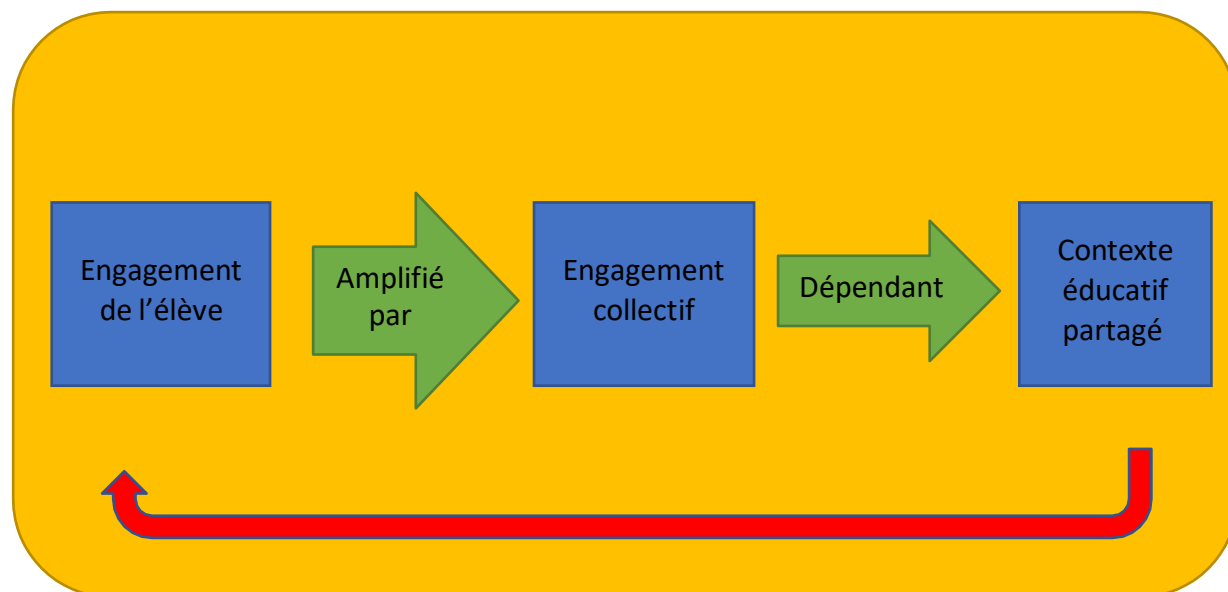 Engagement
de l’élève
Amplifié
par
Engagement
collectif
Dépendant
Contexte
éducatif
partagé